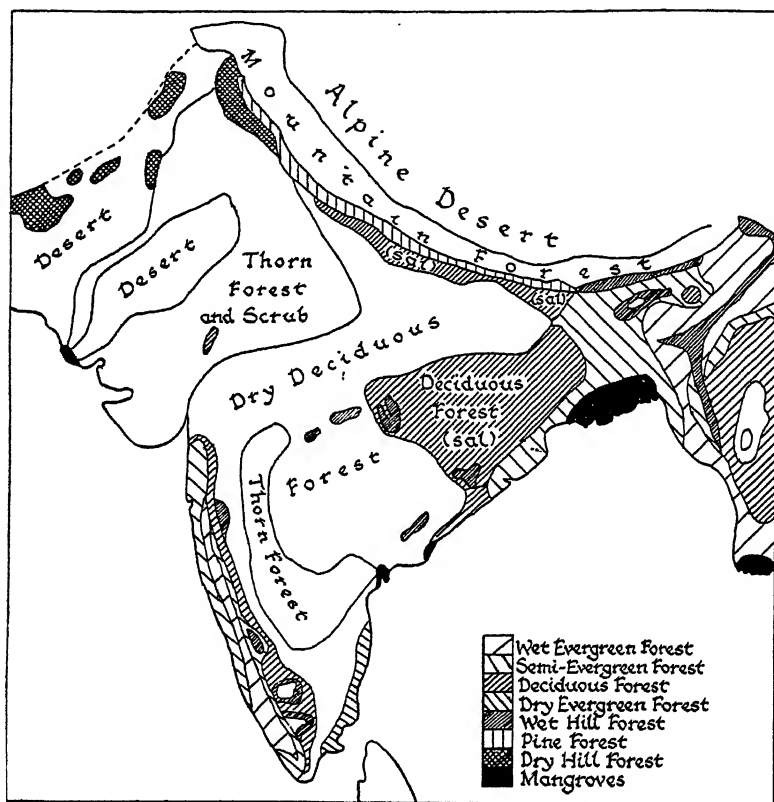 Mountain Forest
Alpine Desert
Desert
Desert
Thorn
Forest
and Scrub
(sal)
(sal)
Dry Deciduous
Forest
Deciduous
Forest
(sal)
Thorn Forest
Wet Evergreen Forest
Semi-Evergreen Forest
Deciduous Forest
Dry Evergreen Forest
Wet Hill Forest
Pine Forest
Dry Hill Forest
Mangroves